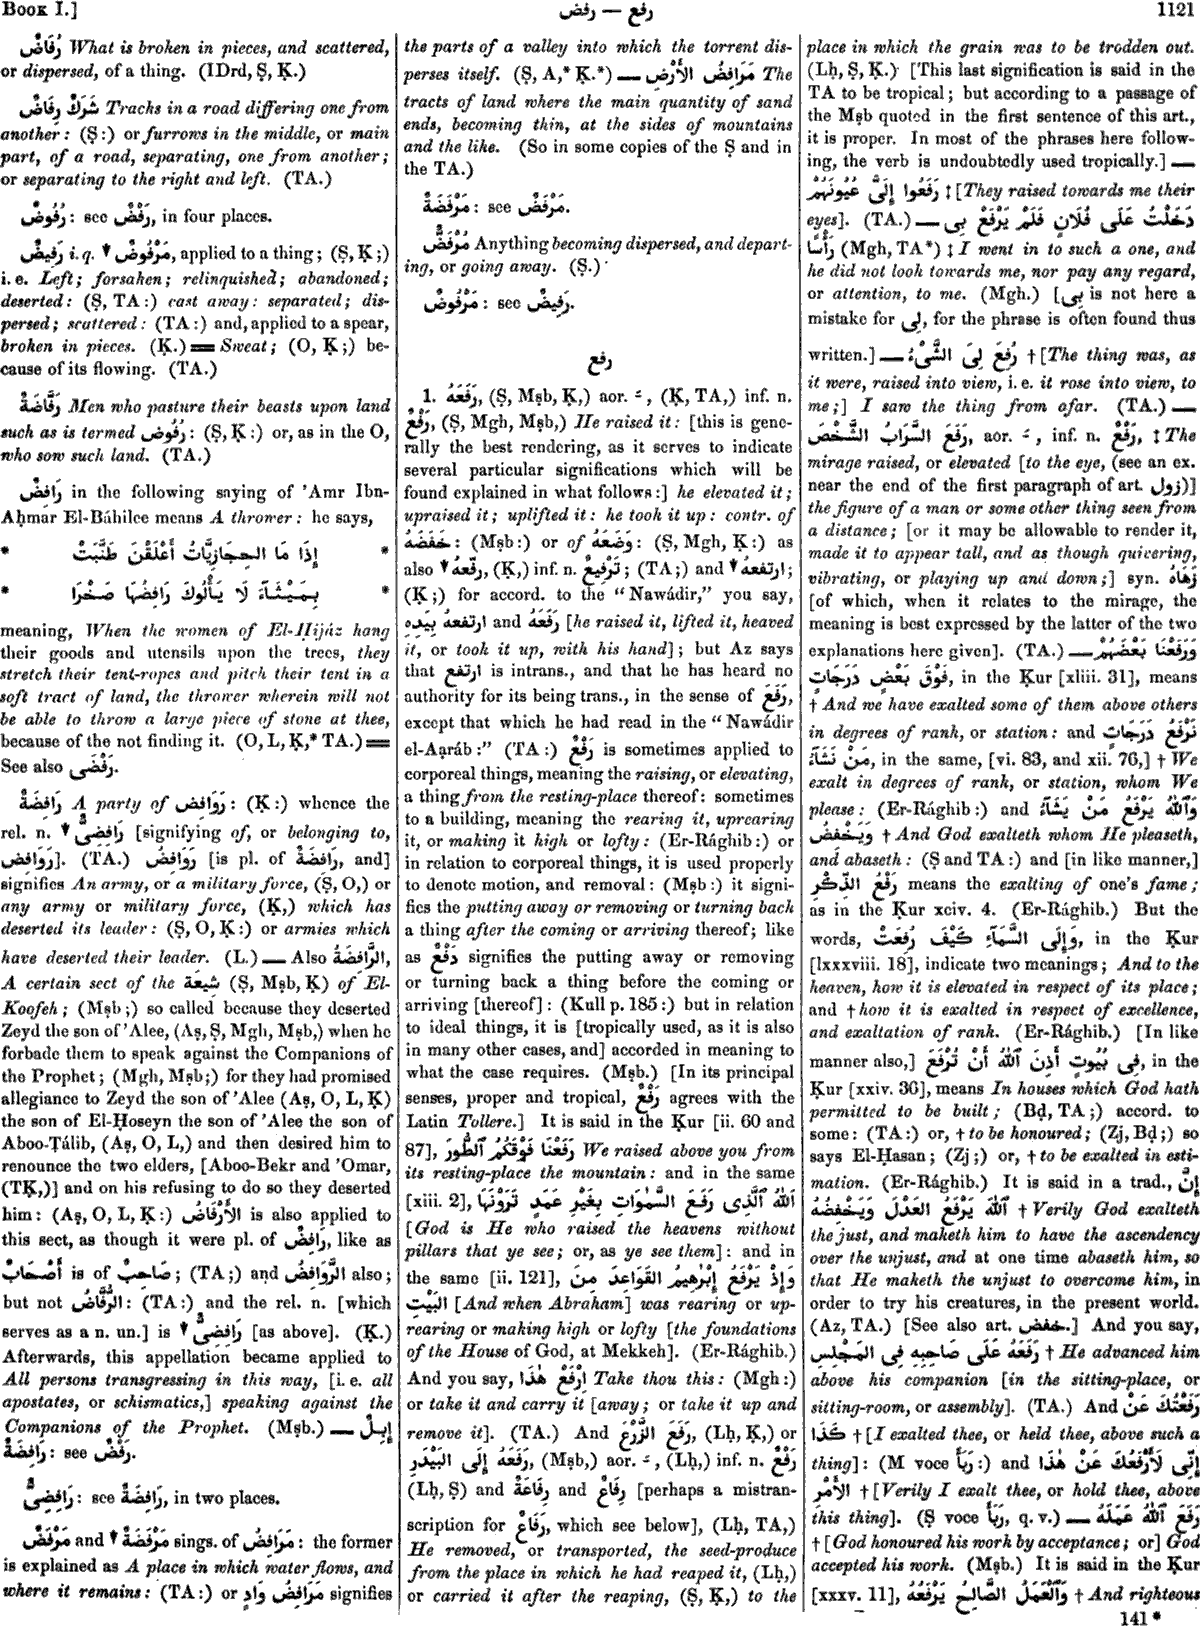 Book I.]
رفع — رفض
1121
رُفَاضٌ What is broken in pieces, and scattered,
or dispersed, of a thing. (IDrd, Ṣ, Ḳ.)
شَرَكٌ رِفَاضٌ Tracks in a road differing one from
another: (Ṣ:) or furrows in the middle, or main
part, of a road, separating, one from another;
or separating to the right and left. (TA.)
رُفُوضٌ: see رَفْضٌ, in four places.
رَفِيضٌ i. q. ▼ مَرْفُوضٌ, applied to a thing; (Ṣ, Ḳ;)
i. e. Left; forsaken; relinquished; abandoned;
deserted: (Ṣ, TA:) cast away: separated; dis-
persed; scattered: (TA:) and, applied to a spear,
broken in pieces. (Ḳ.) ═ Sweat; (O, Ḳ;) be-
cause of its flowing. (TA.)
رَفَّاضَةٌ Men who pasture their beasts upon land
such as is termed رُفُوض: (Ṣ, Ḳ:) or, as in the O,
who sow such land. (TA.)
رَافِضٌ in the following saying of 'Amr Ibn-
Aḥmar El-Báhilee means A thrower: he says,
* إِذَا مَا الحِجَازِيَّاتُ أَعْلَقْنَ طَنَّبَتْ *
* بِمَيْثَآءَ لَا يَأْلُوكَ رَافِضُهَا صَخْرَا *
meaning, When the women of El-Ḥijáz hang
their goods and utensils upon the trees, they
stretch their tent-ropes and pitch their tent in a
soft tract of land, the thrower wherein will not
be able to throw a large piece of stone at thee,
because of the not finding it. (O, L, Ḳ,* TA.) ═
See also رَفْضَى.
رَافِضَةٌ A party of رَوَافِض: (Ḳ:) whence the
rel. n. ▼ رَافِضِىٌّ [signifying of, or belonging to,
رَوَافِض]. (TA.) رَوَافِضُ [is pl. of رَافِضَةٌ, and]
signifies An army, or a military force, (Ṣ, O,) or
any army or military force, (Ḳ,) which has
deserted its leader: (Ṣ, O, Ḳ:) or armies which
have deserted their leader. (L.) — Also الرَّافِضَةُ,
A certain sect of the شِيعَة (Ṣ, Mṣb, Ḳ) of El-
Koofeh; (Mṣb;) so called because they deserted
Zeyd the son of 'Alee, (Aṣ, Ṣ, Mgh, Mṣb,) when he
forbade them to speak against the Companions of
the Prophet; (Mgh, Mṣb;) for they had promised
allegiance to Zeyd the son of 'Alee (Aṣ, O, L, Ḳ)
the son of El-Ḥoseyn the son of 'Alee the son of
Aboo-Ṭálib, (Aṣ, O, L,) and then desired him to
renounce the two elders, [Aboo-Bekr and 'Omar,
(TḲ,)] and on his refusing to do so they deserted
him: (Aṣ, O, L, Ḳ:) الأَرْفَاضُ is also applied to
this sect, as though it were pl. of رَافِضٌ, like as
أَصْحَابٌ is of صَاحِبٌ; (TA;) and الرَّوَافِضُ also;
but not الرُّفَّاضُ: (TA:) and the rel. n. [which
serves as a n. un.] is ▼ رَافِضِىٌّ [as above]. (Ḳ.)
Afterwards, this appellation became applied to
All persons transgressing in this way, [i. e. all
apostates, or schismatics,] speaking against the
Companions of the Prophet. (Mṣb.) — إِبِلٌ
رَافِضَةٌ: see رَفْضٌ.
رَافِضِىٌّ: see رَافِضَةٌ, in two places.
مَرْفَضٌ and ▼ مَرْفَضَةٌ sings. of مَرَافِضُ: the former
is explained as A place in which water flows, and
where it remains: (TA:) or مَرَافِضُ وَادٍ signifies
the parts of a valley into which the torrent dis-
perses itself. (Ṣ, A,* Ḳ.*) — مَرَافِضُ الأَرْضِ The
tracts of land where the main quantity of sand
ends, becoming thin, at the sides of mountains
and the like. (So in some copies of the Ṣ and in
the TA.)
مَرْفَضَةٌ: see مَرْفَضٌ.
مُرْفَضٌّ Anything becoming dispersed, and depart-
ing, or going away. (Ṣ.)
مَرْفُوضٌ: see رَفِيضٌ.
رفع
1. رَفَعَهُ, (Ṣ, Mṣb, Ḳ,) aor. ـَ, (Ḳ, TA,) inf. n.
رَفْعٌ, (Ṣ, Mgh, Mṣb,) He raised it: [this is gene-
rally the best rendering, as it serves to indicate
several particular significations which will be
found explained in what follows:] he elevated it;
upraised it; uplifted it: he took it up: contr. of
خَفَضَهُ: (Mṣb:) or of وَضَعَهُ: (Ṣ, Mgh, Ḳ:) as
also ▼ رفّعهُ, (Ḳ,) inf. n. تَرْفِيعٌ; (TA;) and ▼ ارتفعهُ;
(Ḳ;) for accord. to the "Nawádir," you say,
ارتفعهُ بِيَدِهِ and رَفَعَهُ [he raised it, lifted it, heaved
it, or took it up, with his hand]; but Az says
that ارتفع is intrans., and that he has heard no
authority for its being trans., in the sense of رَفَعَ,
except that which he had read in the "Nawádir
el-Aạráb:" (TA:) رَفْعٌ is sometimes applied to
corporeal things, meaning the raising, or elevating,
a thing from the resting-place thereof: sometimes
to a building, meaning the rearing it, uprearing
it, or making it high or lofty: (Er-Rághib:) or
in relation to corporeal things, it is used properly
to denote motion, and removal: (Mṣb:) it signi-
fies the putting away or removing or turning back
a thing after the coming or arriving thereof; like
as دَفْعٌ signifies the putting away or removing
or turning back a thing before the coming or
arriving [thereof]: (Kull p. 185:) but in relation
to ideal things, it is [tropically used, as it is also
in many other cases, and] accorded in meaning to
what the case requires. (Mṣb.) [In its principal
senses, proper and tropical, رَفْعٌ agrees with the
Latin Tollere.] It is said in the Ḳur [ii. 60 and
87], رَفَعْنَا فَوْقَكُمُ ٱلطُّورَ We raised above you from
its resting-place the mountain: and in the same
[xiii. 2], اَللّٰهُ ٱلَّذِى رَفَعَ السَّمٰوَاتِ بِغَيْرِ عَمَدٍ تَرَوْنَهَا
[God is He who raised the heavens without
pillars that ye see; or, as ye see them]: and in
the same [ii. 121], وَإِذْ يَرْفَعُ إِبْرٰهِيمُ القَوَاعِدَ مِنَ
البَيْتِ [And when Abraham] was rearing or up-
rearing or making high or lofty [the foundations
of the House of God, at Mekkeh]. (Er-Rághib.)
And you say, اِرْفَعْ هٰذَا Take thou this: (Mgh:)
or take it and carry it [away; or take it up and
remove it]. (TA.) And رَفَعَ الزَّرْعَ, (Lḥ, Ḳ,) or
رَفَعَهُ إِلَى البَيْدَرِ, (Mṣb,) aor. ـَ, (Lḥ,) inf. n. رَفْعٌ
(Lḥ, Ṣ) and رِفَاعَةٌ and رِفَاعٌ [perhaps a mistran-
scription for رَفَاعٌ, which see below], (Lḥ, TA,)
He removed, or transported, the seed-produce
from the place in which he had reaped it, (Lḥ,)
or carried it after the reaping, (Ṣ, Ḳ,) to the
place in which the grain was to be trodden out.
(Lḥ, Ṣ, Ḳ.) [This last signification is said in the
TA to be tropical; but according to a passage of
the Mṣb quoted in the first sentence of this art.,
it is proper. In most of the phrases here follow-
ing, the verb is undoubtedly used tropically.] —
رَفَعُوا إِلَىَّ عُيُونَهُمْ ‡ [They raised towards me their
eyes]. (TA.) — دَخَلْتُ عَلَى فُلَانٍ فَلَمْ يَرْفَعْ بِى
رَأْسًا (Mgh, TA*) ‡ I went in to such a one, and
he did not look towards me, nor pay any regard,
or attention, to me. (Mgh.) [بِى is not here a
mistake for لِى, for the phrase is often found thus
written.] — رُفِعَ لِىَ الشَّىْءُ † [The thing was, as
it were, raised into view, i. e. it rose into view, to
me;] I saw the thing from afar. (TA.) —
رَفَعَ السَّرَابُ الشَّخْصَ, aor. ـَ, inf. n. رَفْعٌ, ‡ The
mirage raised, or elevated [to the eye, (see an ex.
near the end of the first paragraph of art. زول)]
the figure of a man or some other thing seen from
a distance; [or it may be allowable to render it,
made it to appear tall, and as though quivering,
vibrating, or playing up and down;] syn. زَهَاهُ
[of which, when it relates to the mirage, the
meaning is best expressed by the latter of the two
explanations here given]. (TA.) — وَرَفَعْنَا بَعْضَهُمْ
فَوْقَ بَعْضٍ دَرَجَاتٍ, in the Ḳur [xliii. 31], means
† And we have exalted some of them above others
in degrees of rank, or station: and نَرْفَعُ دَرَجَاتٍ
مَنْ نَشَآءُ, in the same, [vi. 83, and xii. 76,] † We
exalt in degrees of rank, or station, whom We
please: (Er-Rághib:) and وَٱللّٰهُ يَرْفَعُ مَنْ يَشَآءُ
وَيَخْفِضُ † And God exalteth whom He pleaseth,
and abaseth: (Ṣ and TA:) and [in like manner,]
رَفْعُ الذِّكْرِ means the exalting of one's fame;
as in the Ḳur xciv. 4. (Er-Rághib.) But the
words, وَإِلَى السَّمَآءِ كَيْفَ رُفِعَتْ, in the Ḳur
[lxxxviii. 18], indicate two meanings; And to the
heaven, how it is elevated in respect of its place;
and † how it is exalted in respect of excellence,
and exaltation of rank. (Er-Rághib.) [In like
manner also,] فِى بُيُوتٍ أَذِنَ ٱللّٰهُ أَنْ تُرْفَعَ, in the
Ḳur [xxiv. 36], means In houses which God hath
permitted to be built; (Bḍ, TA;) accord. to
some: (TA:) or, † to be honoured; (Zj, Bḍ;) so
says El-Ḥasan; (Zj;) or, † to be exalted in esti-
mation. (Er-Rághib.) It is said in a trad., إِنَّ
ٱللّٰهَ يَرْفَعُ العَدْلَ وَيَخْفِضُهُ † Verily God exalteth
the just, and maketh him to have the ascendency
over the unjust, and at one time abaseth him, so
that He maketh the unjust to overcome him, in
order to try his creatures, in the present world.
(Az, TA.) [See also art. خفض.] And you say,
رَفَعَهُ عَلَى صَاحِبِهِ فِى المَجْلِسِ † He advanced him
above his companion [in the sitting-place, or
sitting-room, or assembly]. (TA.) And رَفَعْتُكَ عَنْ
كَذَا † [I exalted thee, or held thee, above such a
thing]: (M voce رَبَأَ:) and إِنِّى لَأَرْفَعُكَ عَنْ هٰذَا
الأَمْرِ † [Verily I exalt thee, or hold thee, above
this thing]. (Ṣ voce رَبَأَ, q. v.) — رَفَعَ ٱللّٰهُ عَمَلَهُ
† [God honoured his work by acceptance; or] God
accepted his work. (Mṣb.) It is said in the Ḳur
[xxxv. 11], وَٱلْعَمَلُ الصَّالِحُ يَرْفَعُهُ † And righteous
141 *